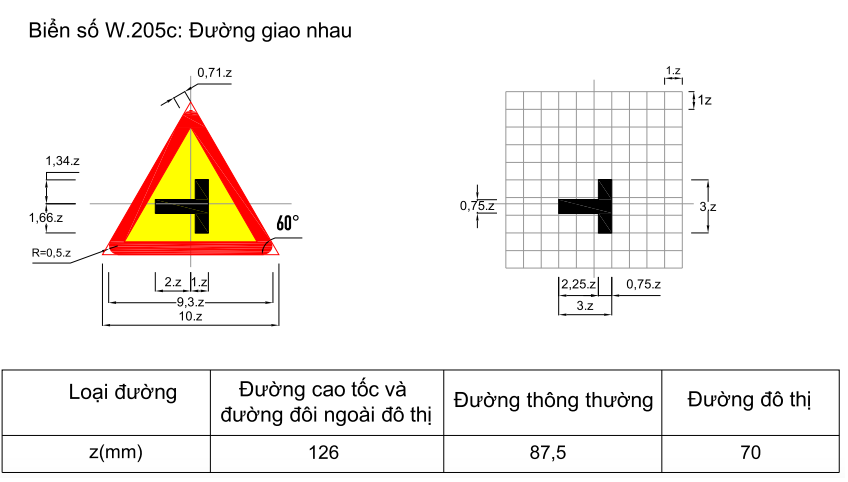 Biển số W.205c: Đường giao nhau
0,71.z
1,34.z
1,66.z
R=0,5.z
60°
2.z
1.z
9,3.z
10.z
1.z
1z
0,75.z
3.z
2,25.z
0,75.z
3.z
Loại đường
Đường cao tốc và
đường đôi ngoài đô thị
Đường thông thường
Đường đô thị
z(mm)
126
87,5
70